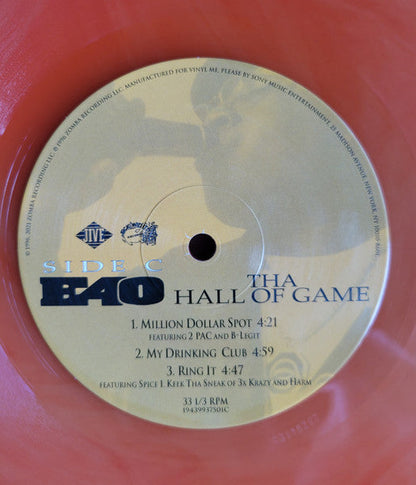 ℗ 1996, 2021 ZOMBA RECORDING LLC © 1996 ZOMBA RECORDING LLC. MANUFACTURED FOR VINYL ME, PLEASE BY SONY MUSIC ENTERTAINMENT, 25 MADISON AVENUE, NEW YORK, NY
JIVE
SIDE C
E-40
THA
HALL OF GAME
1. MILLION DOLLAR SPOT 4:21
FEATURING 2 PAC AND B-LEGIT
2. MY DRINKING CLUB 4:59
3. RING IT 4:47
FEATURING SPICE 1, KEEK THA SNEAK OF 3X KRAZY AND HARM
33 1/3 RPM
19439937501C